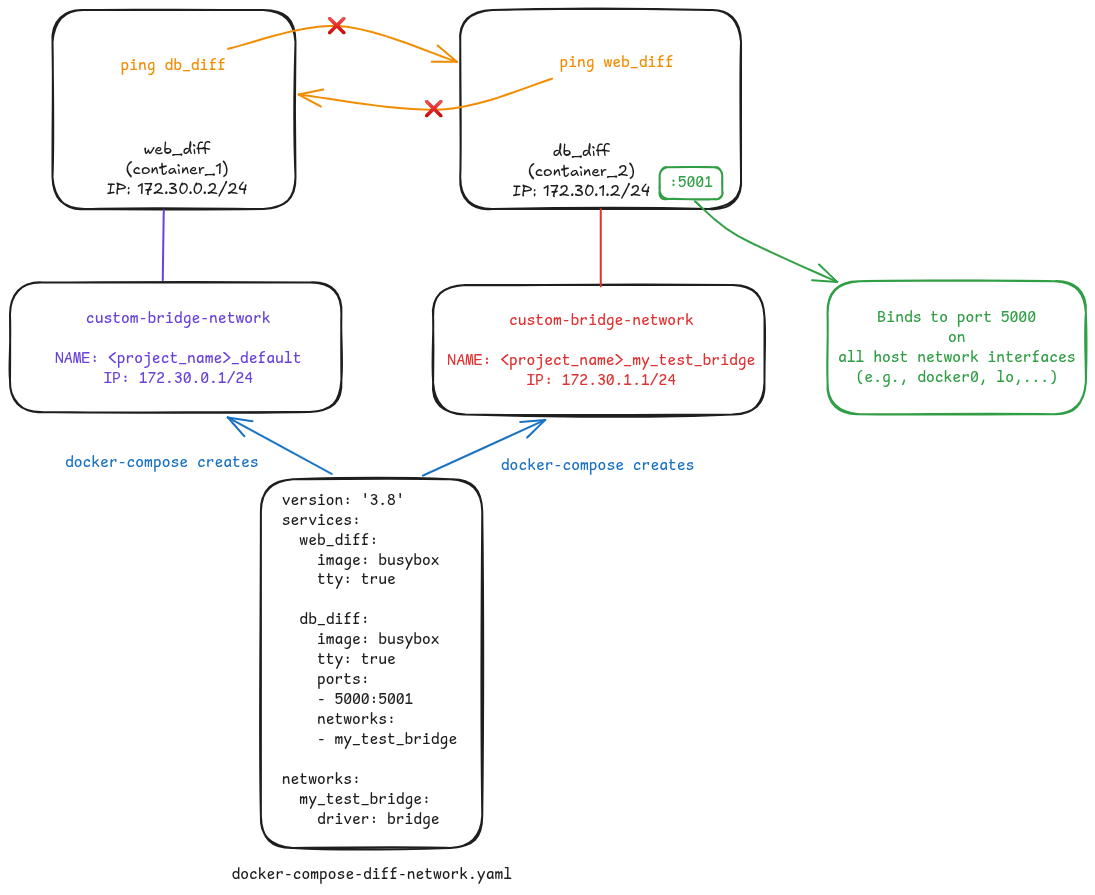 ping db_diff
web_diff
(container_1)
IP: 172.30.0.2/24
ping web_diff
db_diff
(container_2)
IP: 172.30.1.2/24
:5001
custom-bridge-network
NAME: <project_name>_default
IP: 172.30.0.1/24
custom-bridge-network
NAME: <project_name>_my_test_bridge
IP: 172.30.1.1/24
Binds to port 5000
on
all host network interfaces
(e.g., docker0, lo,...)
docker-compose creates
docker-compose creates
version: '3.8'
services:
  web_diff:
    image: busybox
    tty: true
  db_diff:
    image: busybox
    tty: true
    ports:
    - 5000:5001
    networks:
    - my_test_bridge
networks:
  my_test_bridge:
    driver: bridge
docker-compose-diff-network.yaml